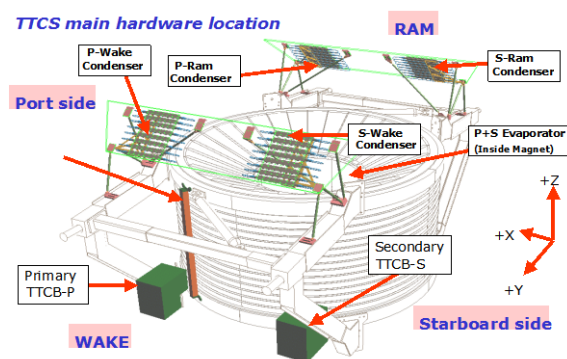 TTCS main hardware location
RAM
P-Wake
Condenser
P-Ram
Condenser
S-Ram
Condenser
Port side
S-Wake
Condenser
P+S Evaporator
(Inside Magnet)
+Z
+X
+Y
Primary
TTCB-P
Secondary
TTCB-S
WAKE
Starboard side